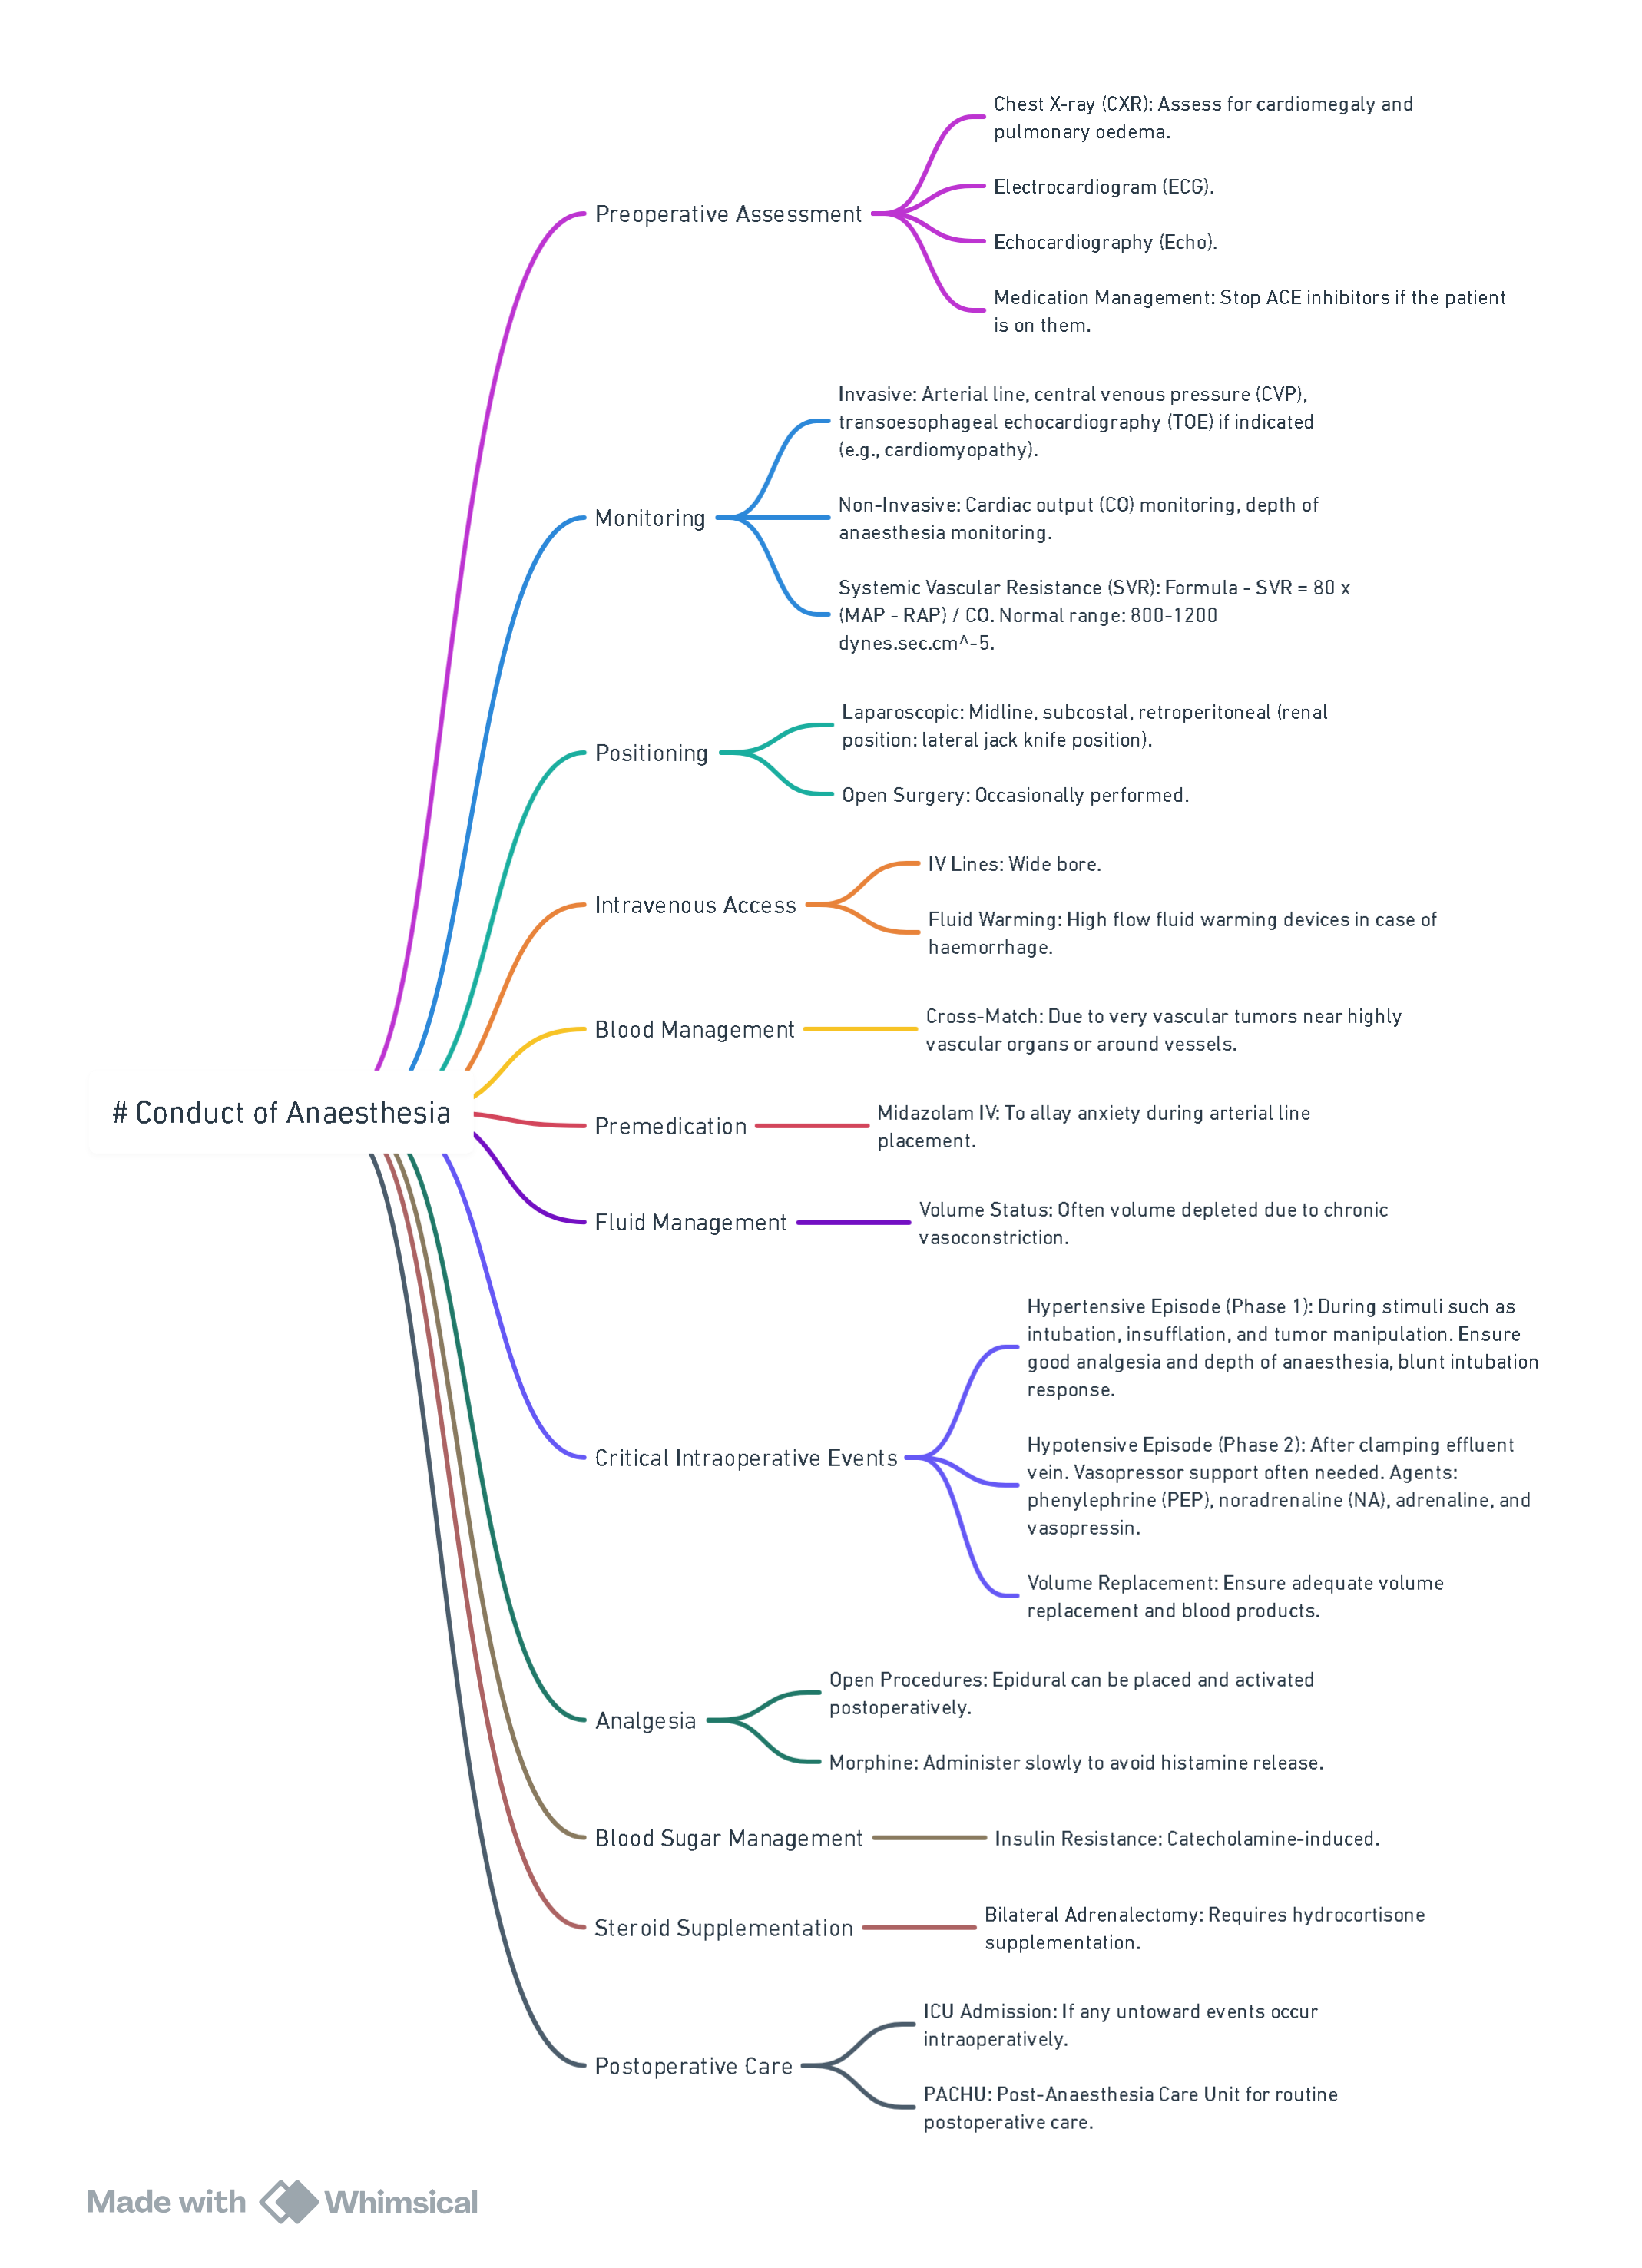 Chest X-ray (CXR): Assess for cardiomegaly and
pulmonary oedema.
Electrocardiogram (ECG).
Preoperative Assessment
Echocardiography (Echo).
Medication Management: Stop ACE inhibitors if the patient
is on them.
Invasive: Arterial line, central venous pressure (CVP),
transoesophageal echocardiography (TOE) if indicated
(e.g., cardiomyopathy).
Monitoring
Non-Invasive: Cardiac output (CO) monitoring, depth of
anaesthesia monitoring.
Systemic Vascular Resistance (SVR): Formula - SVR = 80 x
(MAP - RAP) / CO. Normal range: 800-1200
dynes.sec.cm^-5.
Positioning
Laparoscopic: Midline, subcostal, retroperitoneal (renal
position: lateral jack knife position).
Open Surgery: Occasionally performed.
Intravenous Access
IV Lines: Wide bore.
Fluid Warming: High flow fluid warming devices in case of
haemorrhage.
Blood Management
Cross-Match: Due to very vascular tumors near highly
vascular organs or around vessels.
# Conduct of Anaesthesia
Premedication
Midazolam IV: To allay anxiety during arterial line
placement.
Fluid Management
Volume Status: Often volume depleted due to chronic
vasoconstriction.
Critical Intraoperative Events
Hypertensive Episode (Phase 1): During stimuli such as
intubation, insufflation, and tumor manipulation. Ensure
good analgesia and depth of anaesthesia, blunt intubation
response.
Hypotensive Episode (Phase 2): After clamping effluent
vein. Vasopressor support often needed. Agents:
phenylephrine (PEP), noradrenaline (NA), adrenaline, and
vasopressin.
Volume Replacement: Ensure adequate volume
replacement and blood products.
Analgesia
Open Procedures: Epidural can be placed and activated
postoperatively.
Morphine: Administer slowly to avoid histamine release.
Blood Sugar Management
Insulin Resistance: Catecholamine-induced.
Steroid Supplementation
Bilateral Adrenalectomy: Requires hydrocortisone
supplementation.
Postoperative Care
ICU Admission: If any untoward events occur
intraoperatively.
PACHU: Post-Anaesthesia Care Unit for routine
postoperative care.
Made with Whimsical